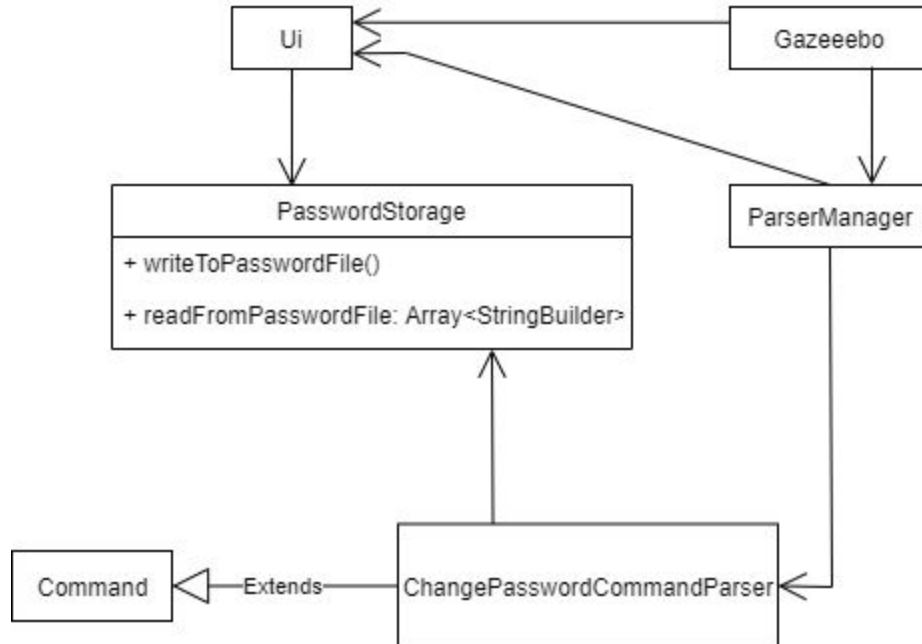 Ui
Gazeeebo
PasswordStorage
ParserManager
+ writeToPasswordFile()
+ readFromPasswordFile: Array<StringBuilder>
Command
Extends
ChangePasswordCommandParser